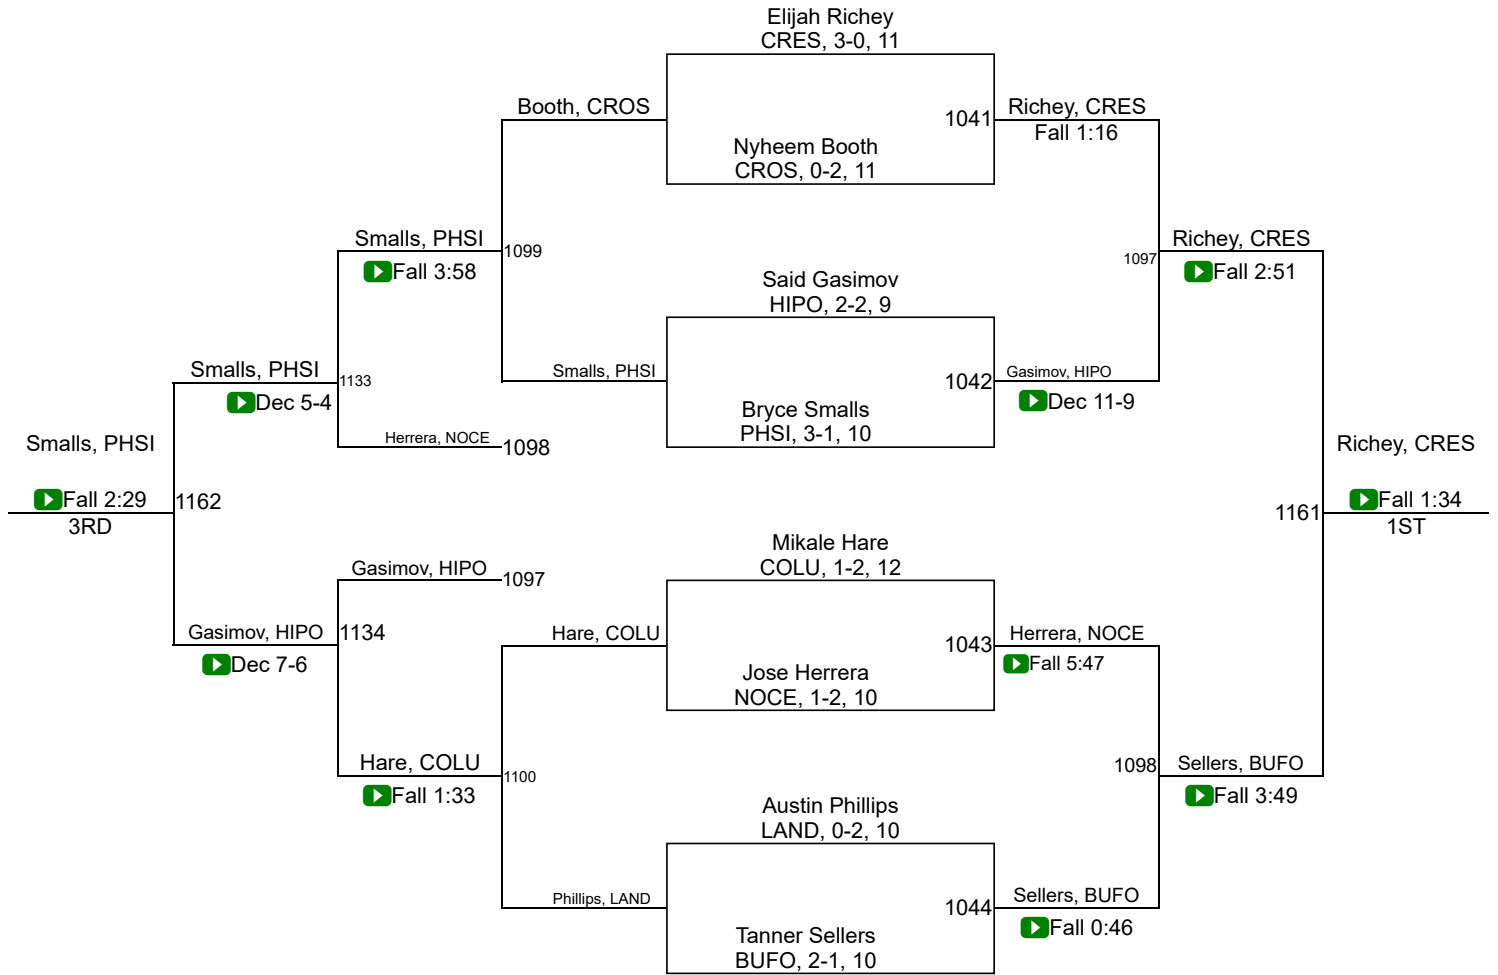 Elijah Richey
CRES, 3-0, 11
Booth, CROS
1041
Richey, CRES
Fall 1:16
Nyheem Booth
CROS, 0-2, 11
Smalls, PHSI
1099
Fall 3:58
Richey, CRES
1097
Fall 2:51
Said Gasimov
HIPO, 2-2, 9
Smalls, PHSI
1133
Dec 5-4
Smalls, PHSI
1042
Gasimov, HIPO
Dec 11-9
Bryce Smalls
PHSI, 3-1, 10
Herrera, NOCE
1098
Smalls, PHSI
Fall 2:29
3RD
1162
Richey, CRES
1161
Fall 1:34
1ST
Mikale Hare
COLU, 1-2, 12
Gasimov, HIPO
1097
Gasimov, HIPO
1134
Dec 7-6
Hare, COLU
1043
Herrera, NOCE
Fall 5:47
Jose Herrera
NOCE, 1-2, 10
Hare, COLU
1100
Fall 1:33
1098
Sellers, BUFO
Fall 3:49
Austin Phillips
LAND, 0-2, 10
Phillips, LAND
1044
Sellers, BUFO
Fall 0:46
Tanner Sellers
BUFO, 2-1, 10